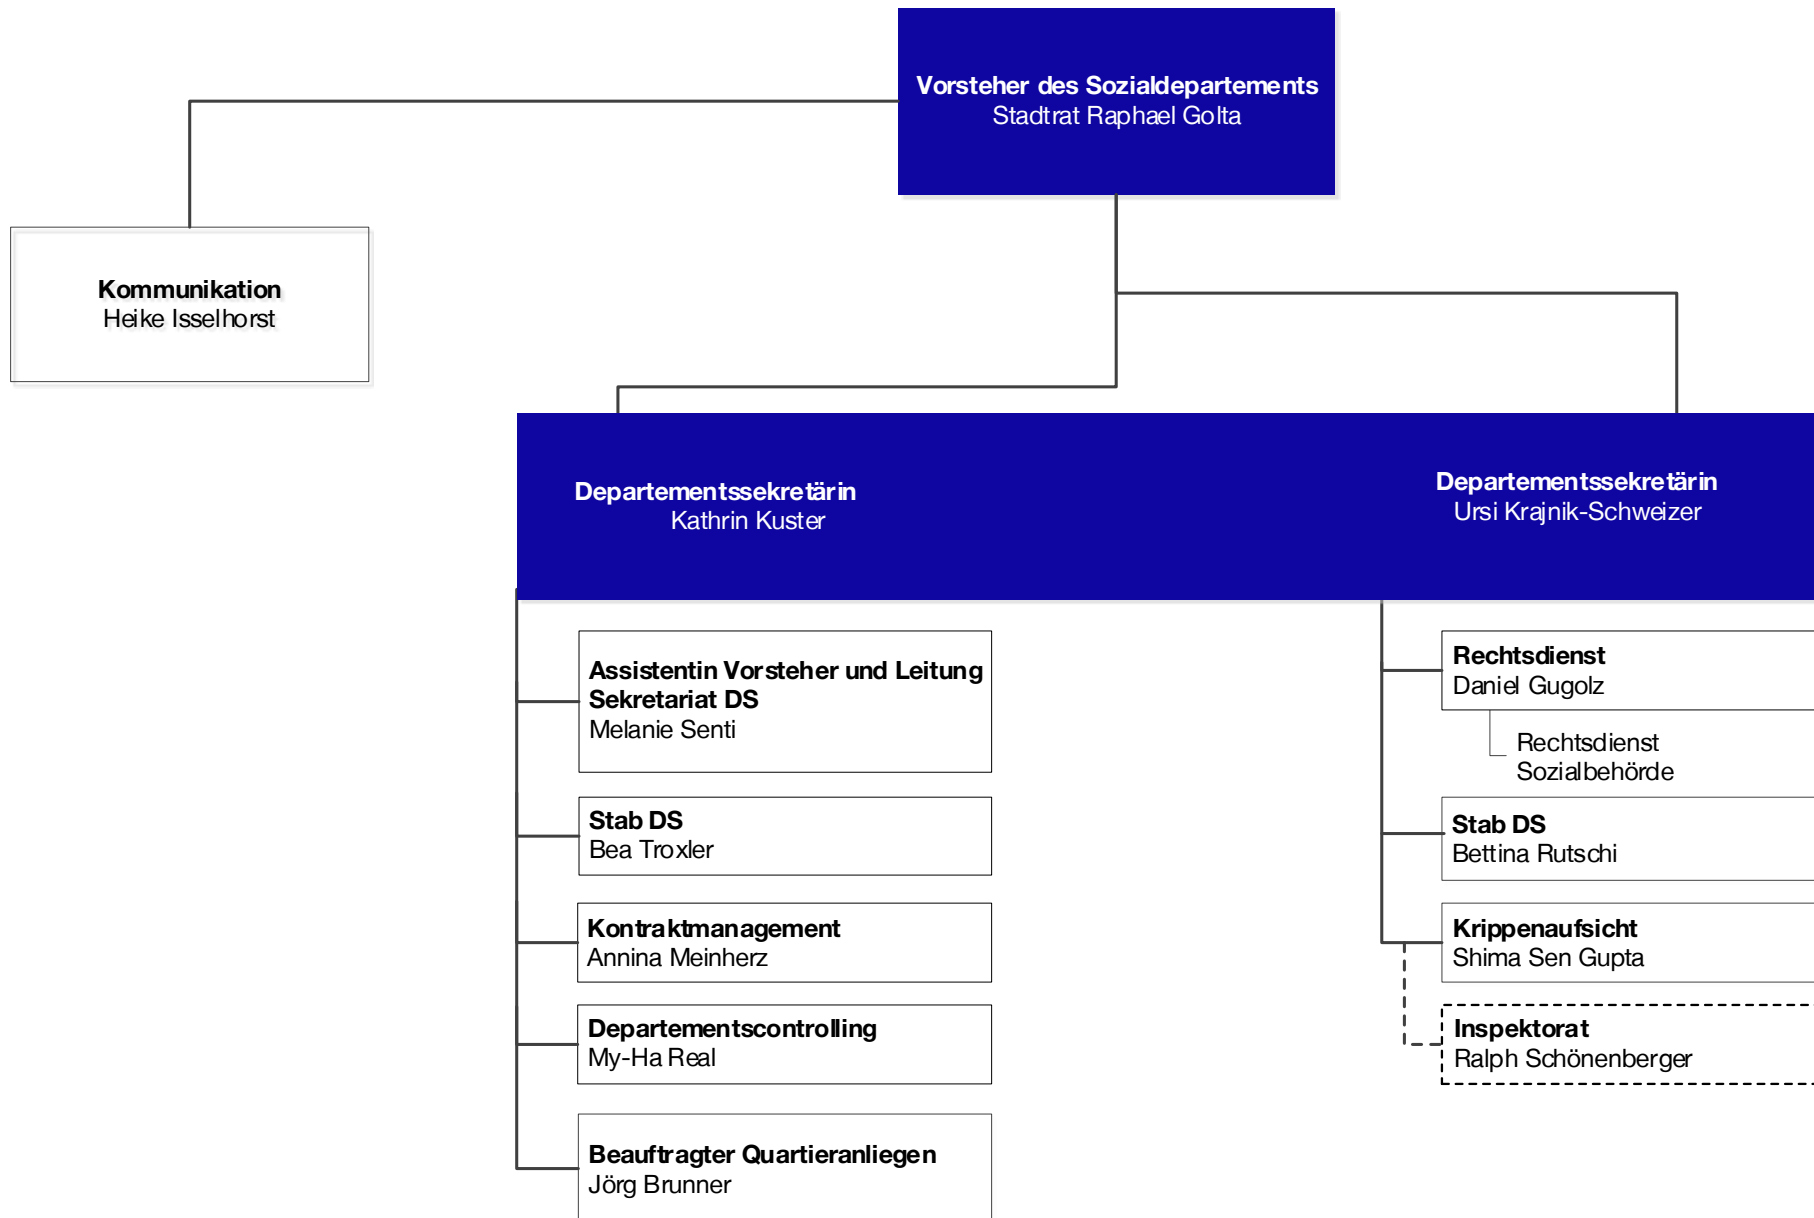 Vorsteher des Sozialdepartements
Stadtrat Raphael Golta
Kommunikation
Heike Isselhorst
Departementssekretärin
Kathrin Kuster
Departementssekretärin
Ursi Krajnik-Schweizer
Assistentin Vorsteher und Leitung
Sekretariat DS
Melanie Senti
Stab DS
Bea Troxler
Kontraktmanagement
Annina Meinherz
Departementscontrolling
My-Ha Real
Beauftragter Quartieranliegen
Jörg Brunner
Rechtsdienst
Daniel Gugolz
Rechtsdienst
Sozialbehörde
Stab DS
Bettina Rutschi
Krippenaufsicht
Shima Sen Gupta
Inspektorat
Ralph Schönenberger